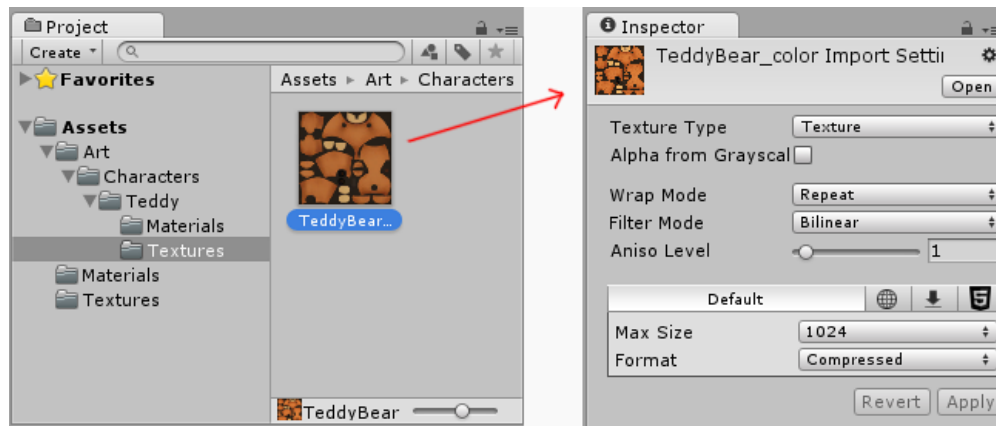 Project
Create
Favorites
Assets
Art
Characters
Teddy
Materials
Textures
Materials
Textures
Assets ▸ Art ▸ Characters
TeddyBear...
TeddyBear
Inspector
TeddyBear_color Import Settin
Open
Texture Type Texture
Alpha from Grayscal
Wrap Mode Repeat
Filter Mode Bilinear
Aniso Level 1
Default
Max Size 1024
Format Compressed
Revert Apply